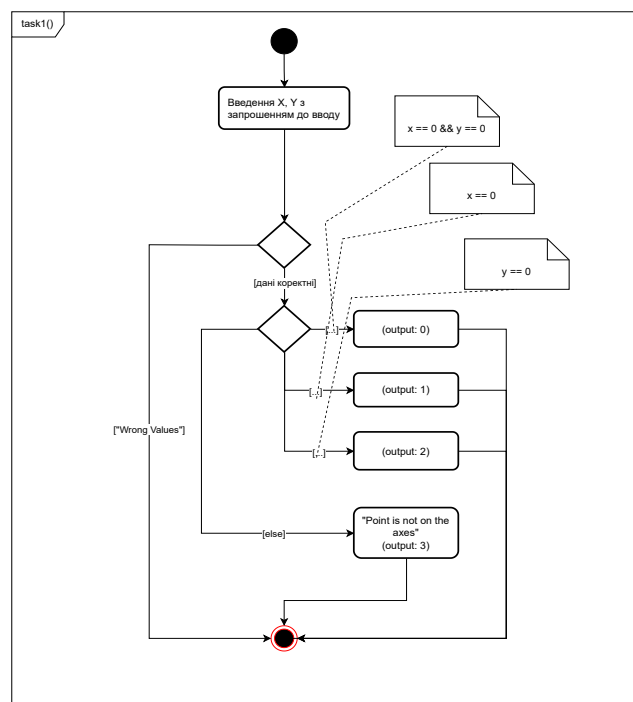 task1()
Введення X, Y з
запрошенням до вводу
x == 0 && y == 0
x == 0
y == 0
[дані коректні]
[...]
(output: 0)
[...]
(output: 1)
["Wrong Values"]
[...]
(output: 2)
"Point is not on the
axes"
(output: 3)
[else]